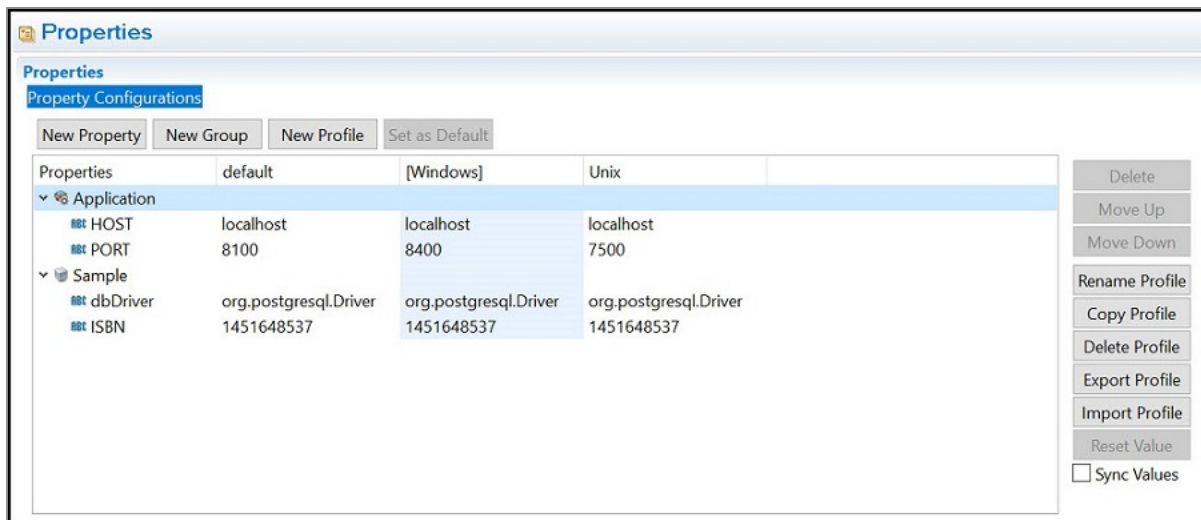 Properties
Properties
Property Configurations
New Property New Group New Profile Set as Default
Properties default [Windows] Unix
Application
HOST localhost localhost localhost
PORT 8100 8400 7500
Sample
dbDriver org.postgresql.Driver org.postgresql.Driver org.postgresql.Driver
ISBN 1451648537 1451648537 1451648537
Delete
Move Up
Move Down
Rename Profile
Copy Profile
Delete Profile
Export Profile
Import Profile
Reset Value
Sync Values